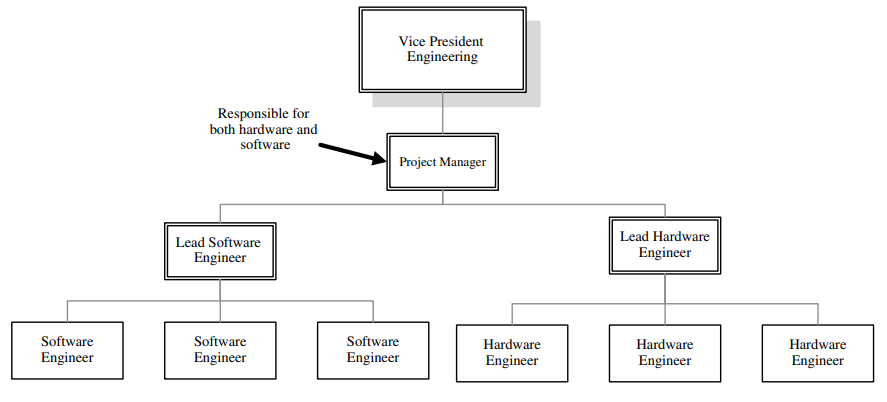 Vice President
Engineering
Responsible for
both hardware and
software
Project Manager
Lead Software
Engineer
Lead Hardware
Engineer
Software
Engineer
Software
Engineer
Software
Engineer
Hardware
Engineer
Hardware
Engineer
Hardware
Engineer